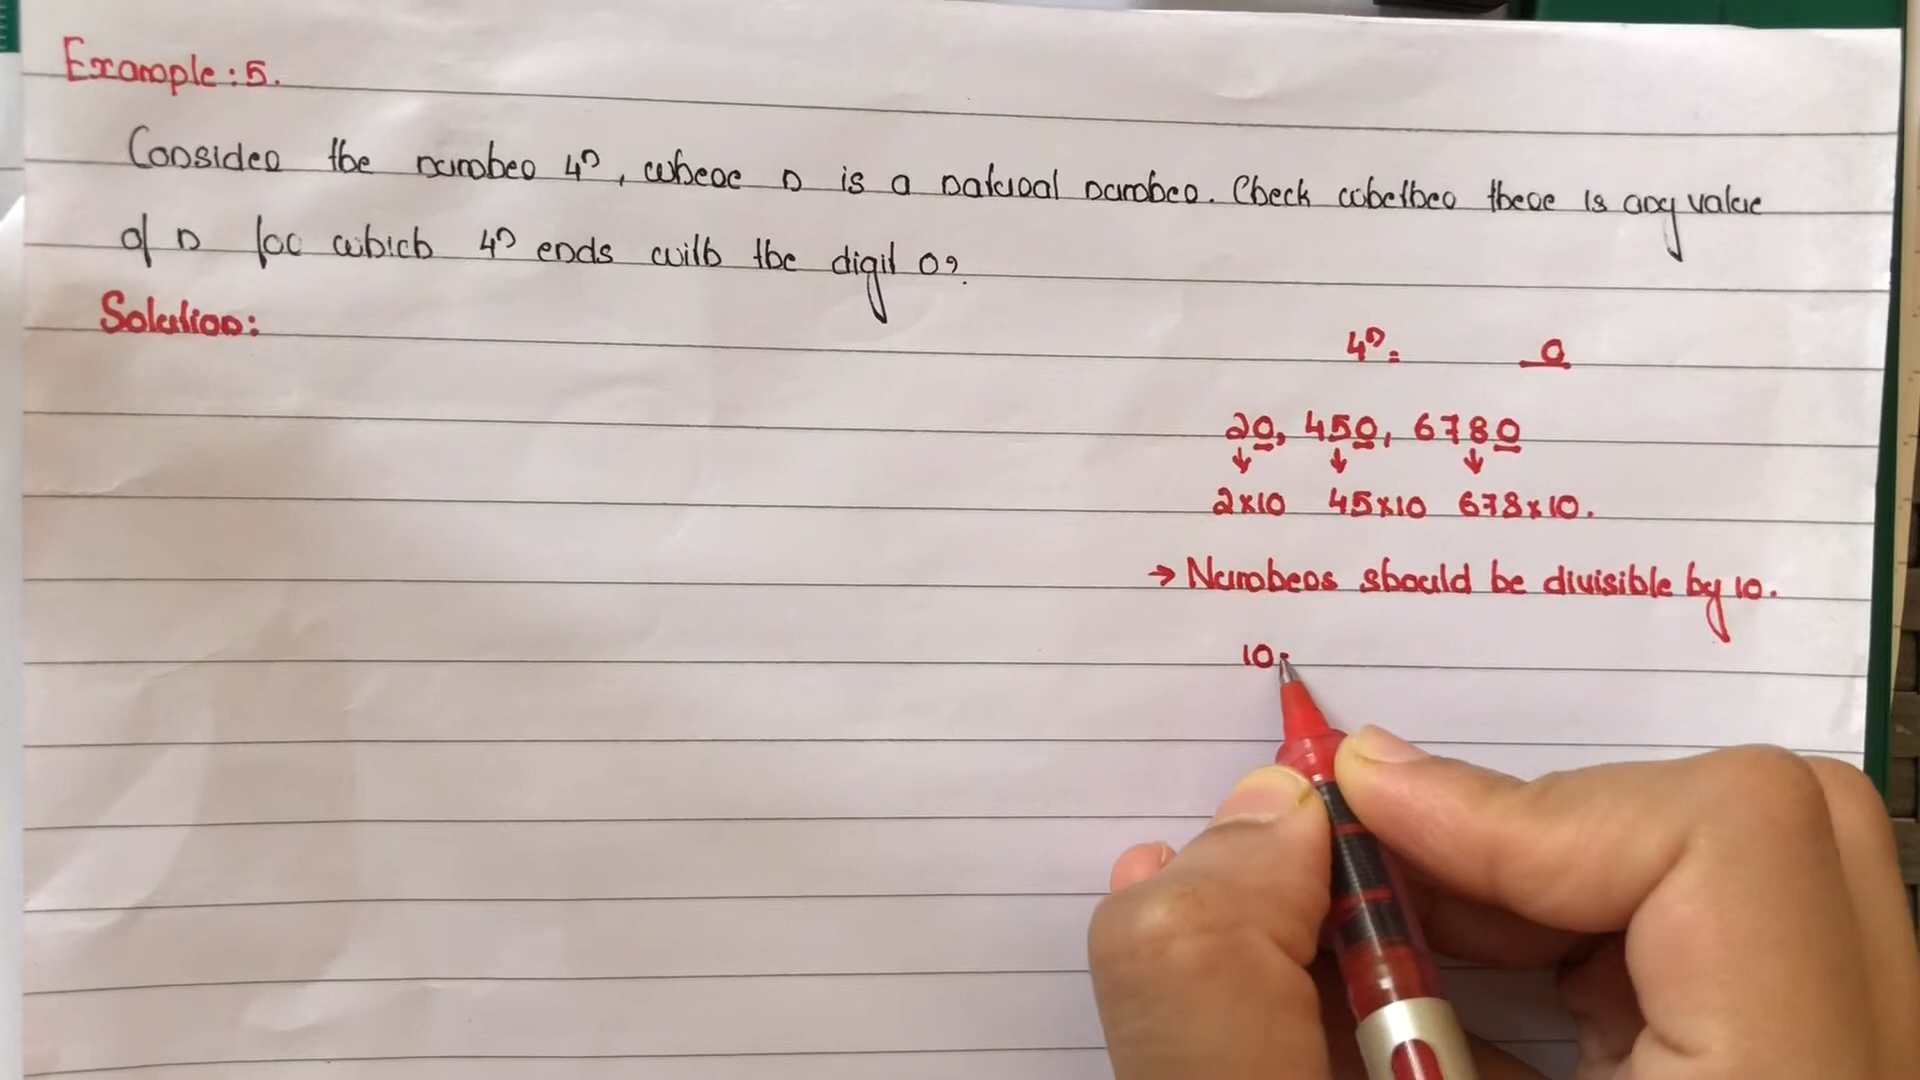 Example: 5.
Consider the number 4ⁿ, where n is a natural number. Check whether there is any value
of n for which 4ⁿ ends with the digit 0?
Solution:
4ⁿ = 0
20, 450, 6780
↓ ↓ ↓
2×10 45×10 678×10.
→ Numbers should be divisible by 10.
10